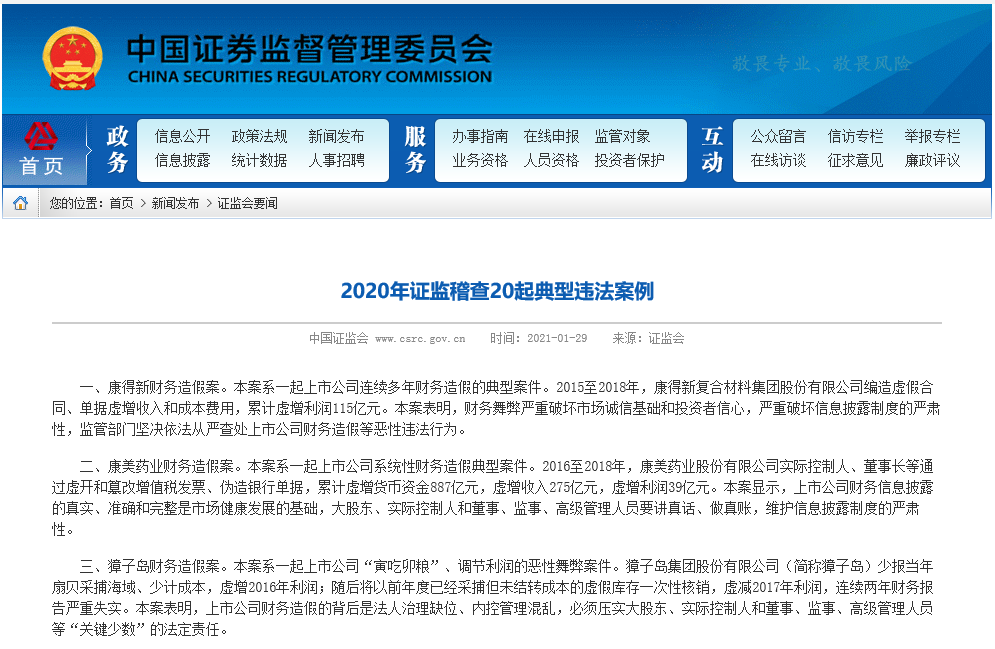 中国证券监督管理委员会
CHINA SECURITIES REGULATORY COMMISSION
敬畏专业、敬畏风险
首页
政务
信息公开 政策法规 新闻发布
信息披露 统计数据 人事招聘
服务
办事指南 在线申报 监管对象
业务资格 人员资格 投资者保护
互动
公众留言 信访专栏 举报专栏
在线访谈 征求意见 廉政评议
您的位置：首页 > 新闻发布 > 证监会要闻
2020年证监稽查20起典型违法案例
中国证监会 www.csrc.gov.cn 时间：2021-01-29 来源：证监会
一、康得新财务造假案。本案系一起上市公司连续多年财务造假的典型案件。2015至2018年，康得新复合材料集团股份有限公司编造虚假合
同、单据虚增收入和成本费用，累计虚增利润115亿元。本案表明，财务舞弊严重破坏市场诚信基础和投资者信心，严重破坏信息披露制度的严肃
性，监管部门坚决依法从严查处上市公司财务造假等恶性违法行为。
二、康美药业财务造假案。本案系一起上市公司系统性财务造假典型案件。2016至2018年，康美药业股份有限公司实际控制人、董事长等通
过虚开和篡改增值税发票、伪造银行单据，累计虚增货币资金887亿元，虚增收入275亿元，虚增利润39亿元。本案显示，上市公司财务信息披露
的真实、准确和完整是市场健康发展的基础，大股东、实际控制人和董事、监事、高级管理人员要讲真话、做真账，维护信息披露制度的严肃
性。
三、獐子岛财务造假案。本案系一起上市公司“寅吃卯粮”、调节利润的恶性舞弊案件。獐子岛集团股份有限公司（简称獐子岛）少报当年
扇贝采捕海域、少计成本，虚增2016年利润；随后将以前年度已经采捕但未结转成本的虚假库存一次性核销，虚减2017年利润，连续两年财务报
告严重失实。本案表明，上市公司财务造假的背后是法人治理缺位、内控管理混乱，必须压实大股东、实际控制人和董事、监事、高级管理人员
等“关键少数”的法定责任。